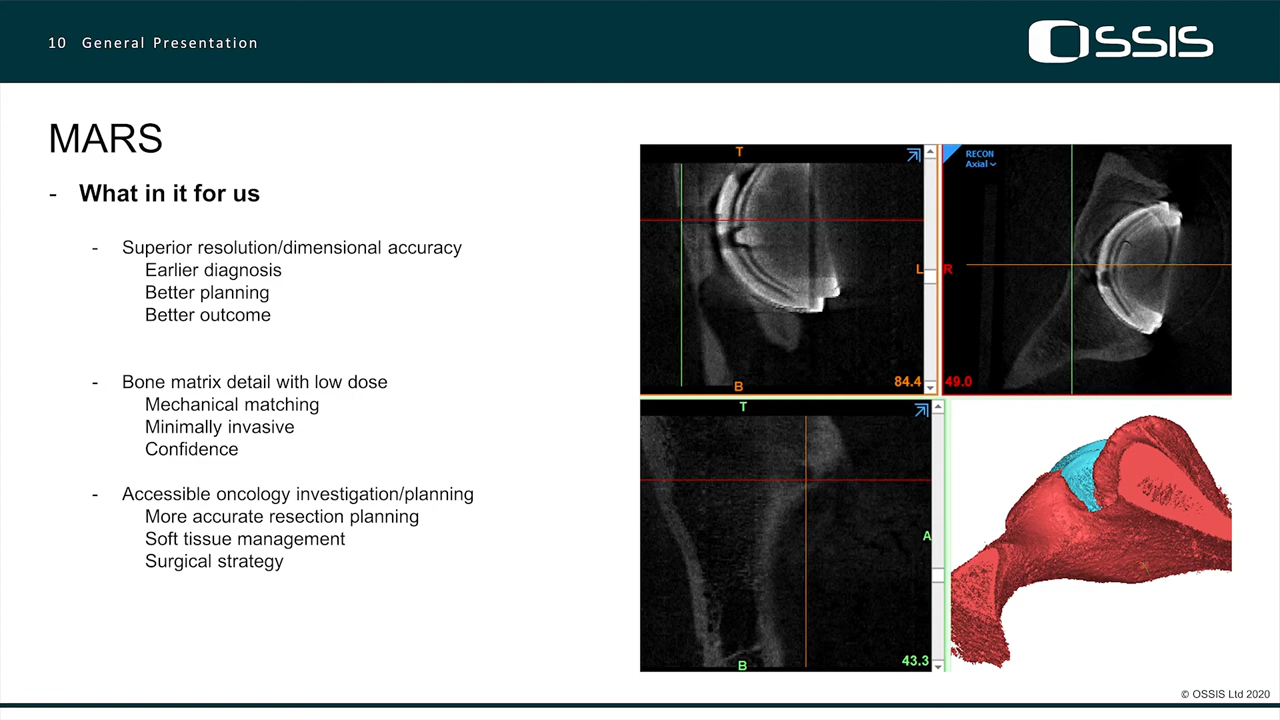 10 General Presentation
OSSIS
MARS
- What in it for us
- Superior resolution/dimensional accuracy
Earlier diagnosis
Better planning
Better outcome
- Bone matrix detail with low dose
Mechanical matching
Minimally invasive
Confidence
- Accessible oncology investigation/planning
More accurate resection planning
Soft tissue management
Surgical strategy
T
L
B
84.4
RECON
Axial
R
49.0
T
A
B
43.3
© OSSIS Ltd 2020